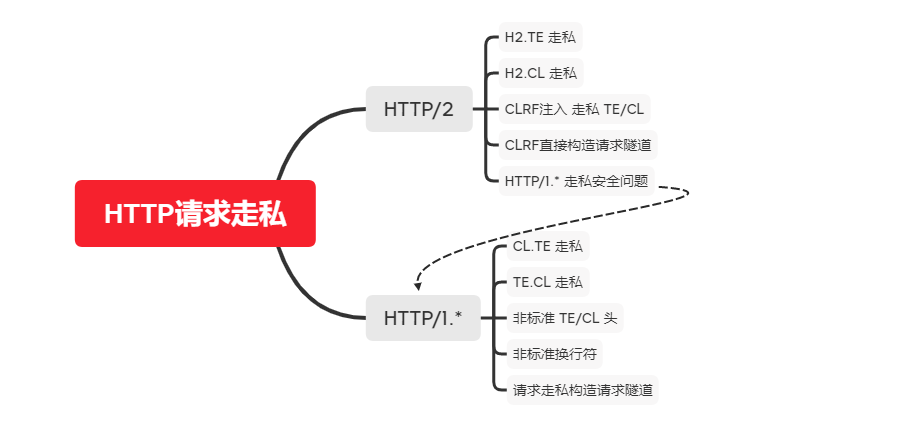 HTTP请求走私
HTTP/2
H2.TE 走私
H2.CL 走私
CLRF注入 走私 TE/CL
CLRF直接构造请求隧道
HTTP/1.* 走私安全问题
HTTP/1.*
CL.TE 走私
TE.CL 走私
非标准 TE/CL 头
非标准换行符
请求走私构造请求隧道